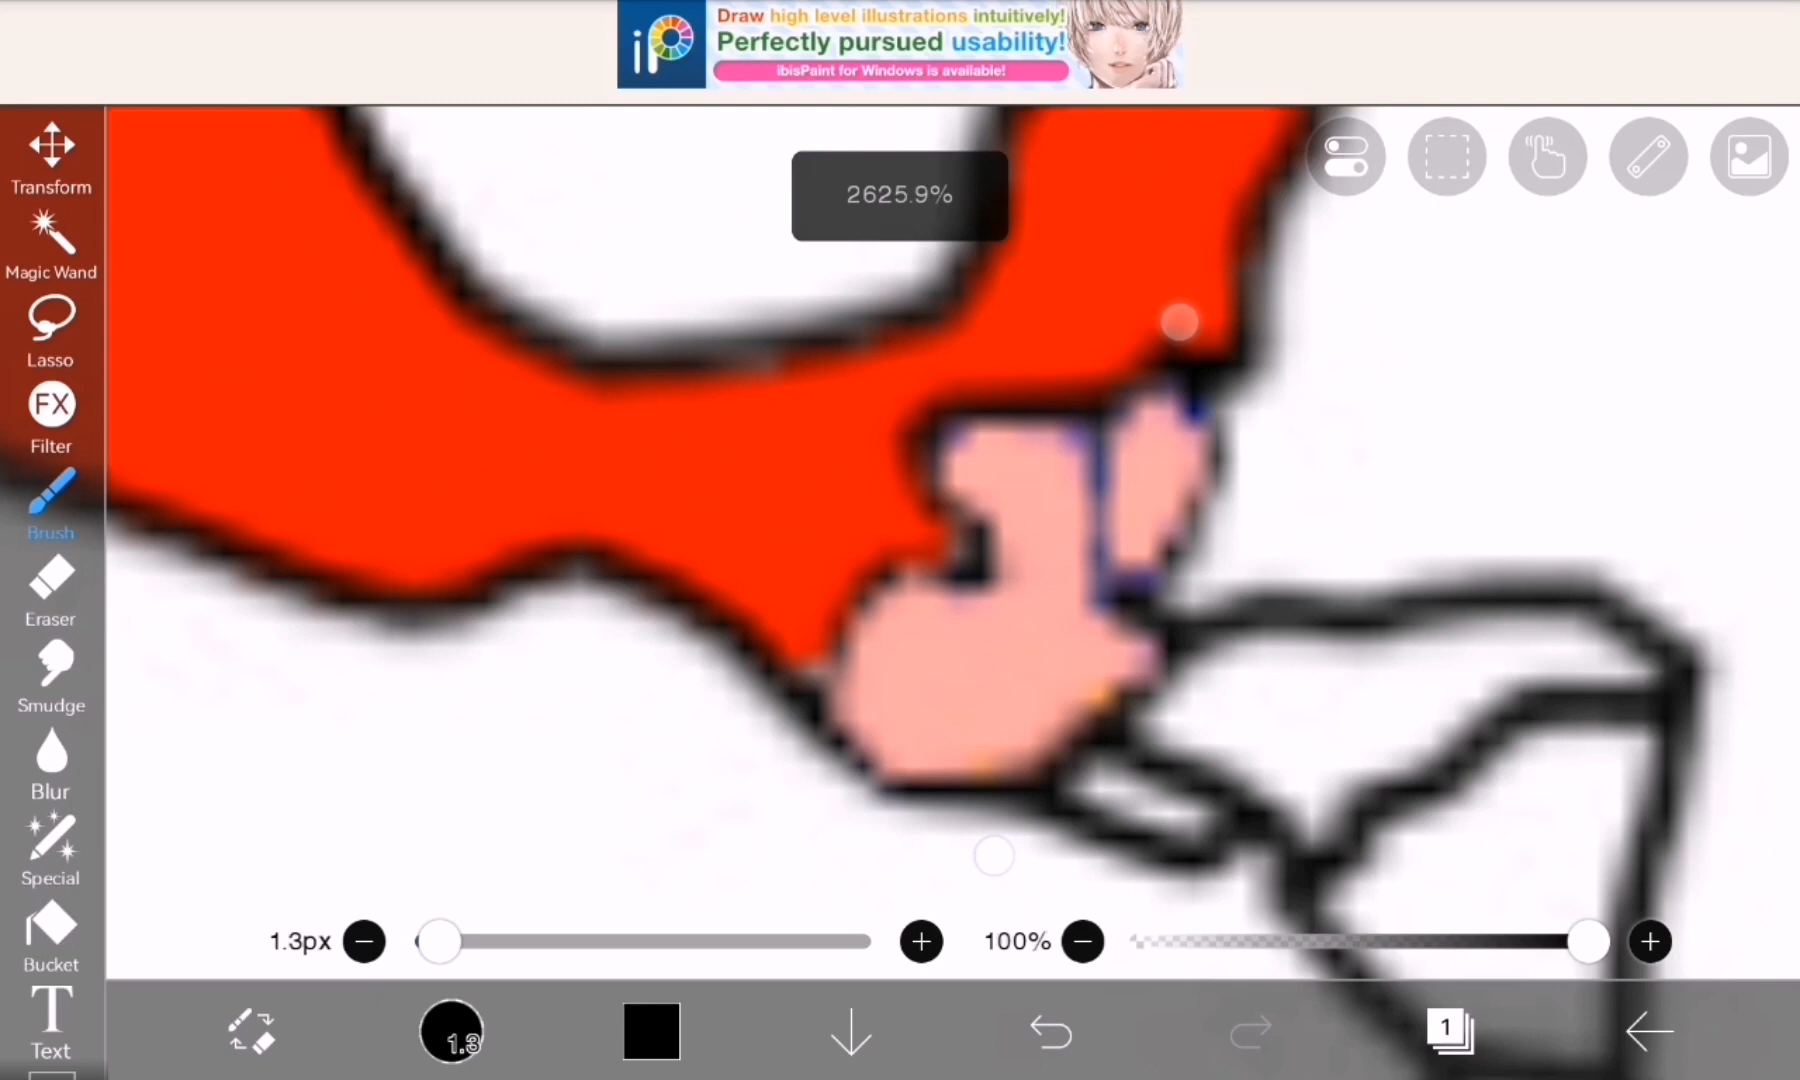 iP
Draw high level illustrations intuitively!
Perfectly pursued usability!
ibisPaint for Windows is available!
2625.9%
Transform
Magic Wand
Lasso
FX
Filter
Brush
Eraser
Smudge
Blur
Special
Bucket
T
Text
1.3px
100%
1.3
1